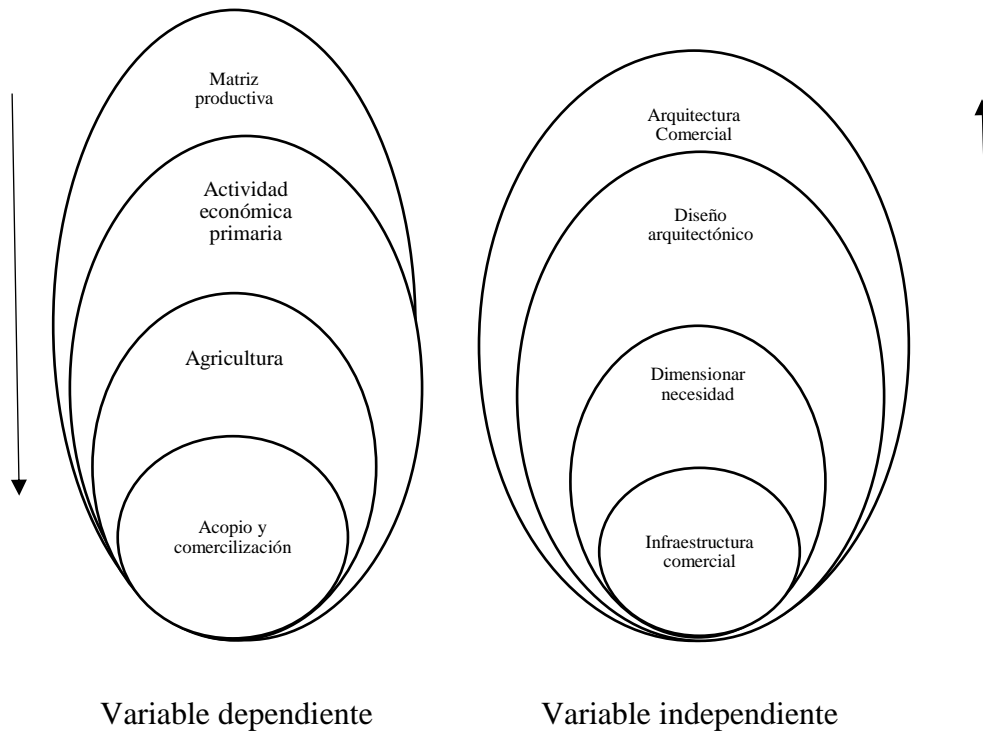 Matriz
productiva
Actividad
económica
primaria
Agricultura
Acopio y
comercilización
Variable dependiente
Arquitectura
Comercial
Diseño
arquitectónico
Dimensionar
necesidad
Infraestructura
comercial
Variable independiente